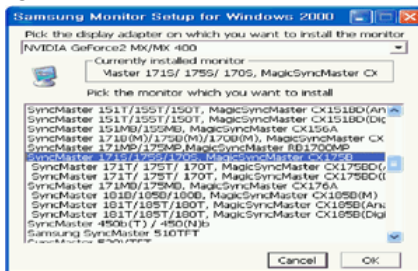 Samsung Monitor Setup for Windows 2000
Pick the display adapter on which you want to install the monitor
NVIDIA GeForce2 MX/MX 400
Currently installed monitor
Master 171S/ 175S/ 170S, MagicSyncMaster CX
Pick the monitor which you want to install
SyncMaster 151T/155T/150T, MagicSyncMaster CX151BD(An
SyncMaster 151T/155T/150T, MagicSyncMaster CX151BD(Dig
SyncMaster 151MB/155MB, MagicSyncMaster CX156A
SyncMaster 171B(M)/175B(M)/170B(M), MagicSyncMaster CX
SyncMaster 171MP/175MP,MagicSyncMaster RB1700MP
SyncMaster 171S/175S/170S, MagicSyncMaster CX175B
SyncMaster 171T/ 175T/ 170T, MagicSyncMaster CX175BD(
SyncMaster 171T/ 175T/ 170T, MagicSyncMaster CX175BD(D
SyncMaster 171MB/175MB, MagicSyncMaster CX176A
SyncMaster 181B/185B/180B, MagicSyncMaster CX185B(M)
SyncMaster 181T/185T/180T, MagicSyncMaster CX185B(Ana
SyncMaster 181T/185T/180T, MagicSyncMaster CX185B(Digi
SyncMaster 450b(T) / 450(N)b
Samsung SyncMaster 510TFT
SyncMaster 520TFT
Cancel OK